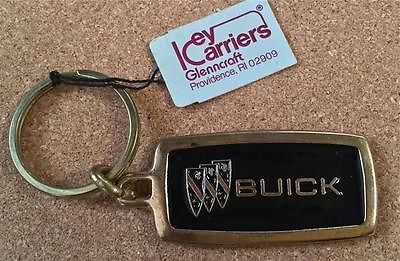 Key
Carriers
Glenncraft
Providence, RI 02909
BUICK